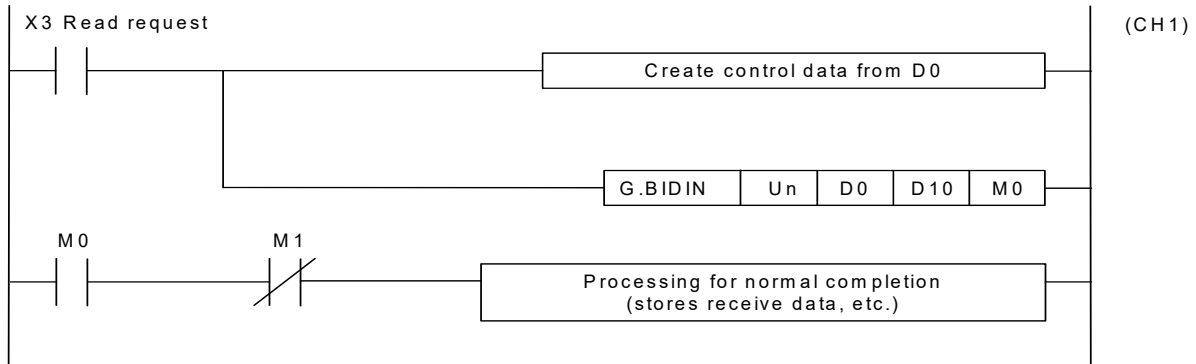 X3 Read request
(CH1)
Create control data from D0
G.BIDIN Un D0 D10 M0
M0 M1
Processing for normal completion
(stores receive data, etc.)